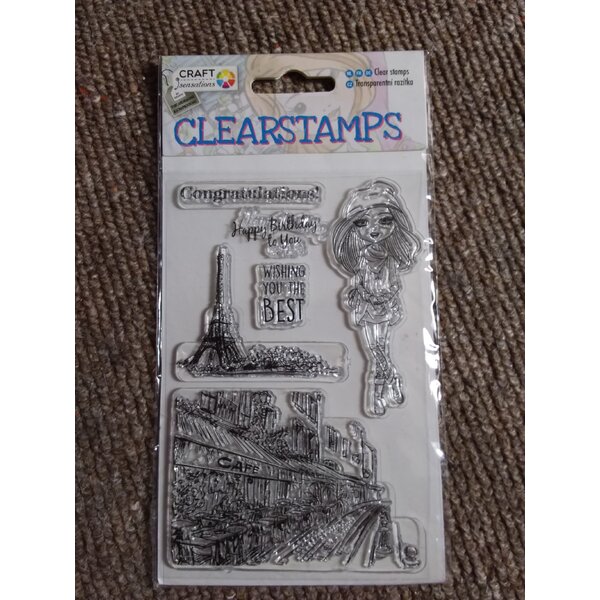 CRAFT
sensations
Clear stamps
Transparentní razítka
CLEARSTAMPS
Congratulations!
Happy Birthday
to You
WISHING
YOU THE
BEST
CAFE